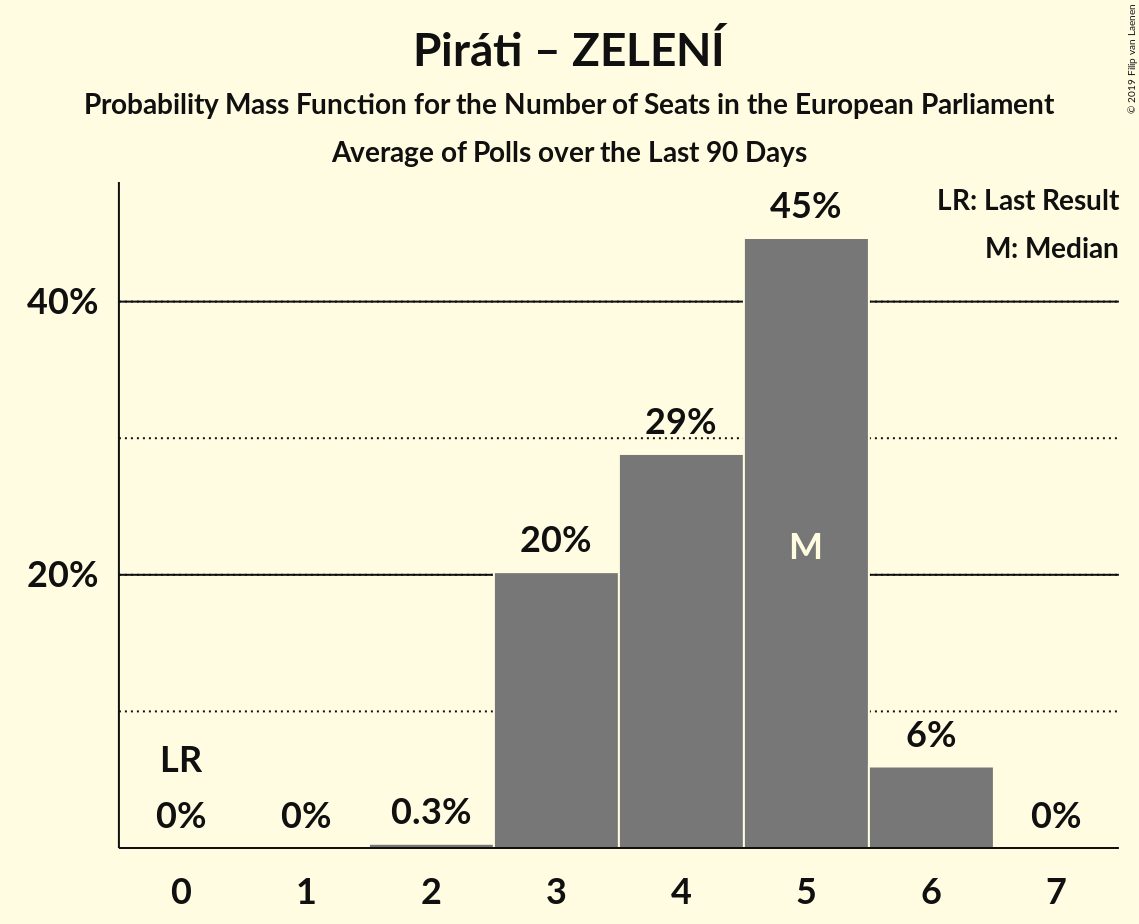 Piráti – ZELENÍ
Probability Mass Function for the Number of Seats in the European Parliament
Average of Polls over the Last 90 Days
© 2019 Filip van Laenen
LR: Last Result
M: Median
45%
40%
29%
20%
M
20%
LR
6%
0%
0%
0.3%
0%
0 1 2 3 4 5 6 7